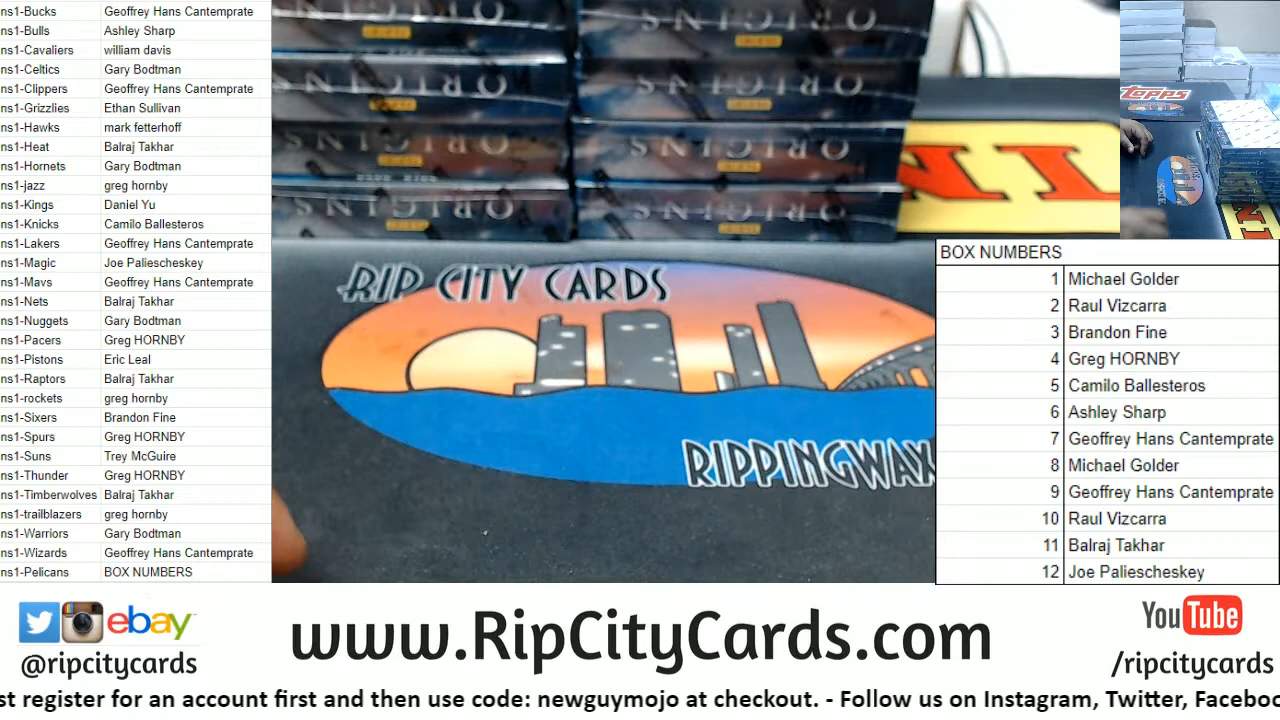 ns1-Bucks Geoffrey Hans Cantemprate
ns1-Bulls Ashley Sharp
ns1-Cavaliers william davis
ns1-Celtics Gary Bodtman
ns1-Clippers Geoffrey Hans Cantemprate
ns1-Grizzlies Ethan Sullivan
ns1-Hawks mark fetterhoff
ns1-Heat Balraj Takhar
ns1-Hornets Gary Bodtman
ns1-jazz greg hornby
ns1-Kings Daniel Yu
ns1-Knicks Camilo Ballesteros
ns1-Lakers Geoffrey Hans Cantemprate
ns1-Magic Joe Paliescheskey
ns1-Mavs Geoffrey Hans Cantemprate
ns1-Nets Balraj Takhar
ns1-Nuggets Gary Bodtman
ns1-Pacers Greg HORNBY
ns1-Pistons Eric Leal
ns1-Raptors Balraj Takhar
ns1-rockets greg hornby
ns1-Sixers Brandon Fine
ns1-Spurs Greg HORNBY
ns1-Suns Trey McGuire
ns1-Thunder Greg HORNBY
ns1-Timberwolves Balraj Takhar
ns1-trailblazers greg hornby
ns1-Warriors Gary Bodtman
ns1-Wizards Geoffrey Hans Cantemprate
ns1-Pelicans BOX NUMBERS
ORIGINS ORIGINS
ORIGINS ORIGINS
ORIGINS ORIGINS
ORIGINS ORIGINS
RIP CITY CARDS
RIPPINGWAX
TOPPS
BOX NUMBERS
1 Michael Golder
2 Raul Vizcarra
3 Brandon Fine
4 Greg HORNBY
5 Camilo Ballesteros
6 Ashley Sharp
7 Geoffrey Hans Cantemprate
8 Michael Golder
9 Geoffrey Hans Cantemprate
10 Raul Vizcarra
11 Balraj Takhar
12 Joe Paliescheskey
ebay
@ripcitycards
www.RipCityCards.com
YouTube
/ripcitycards
st register for an account first and then use code: newguymojo at checkout. - Follow us on Instagram, Twitter, Faceboo